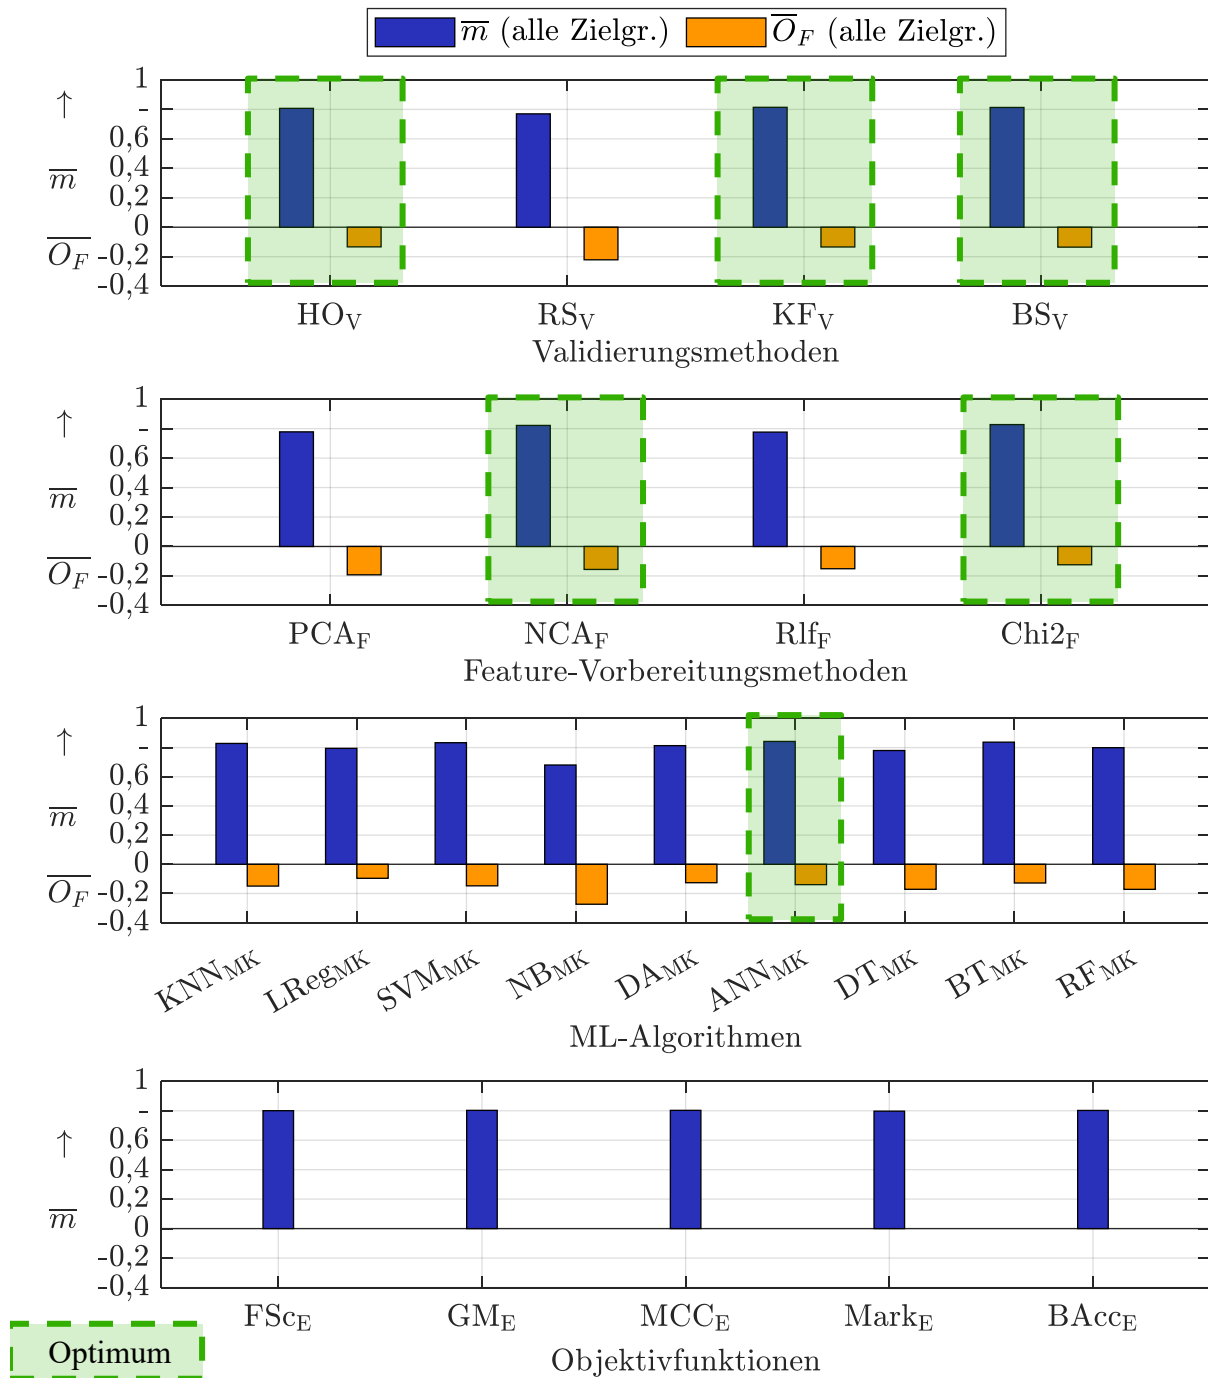 m̅ (alle Zielgr.) O̅_F (alle Zielgr.)
1
↑ -
0,6
0,4
m̅
0,2
0
O̅_F -0,2
-0,4
HO_V RS_V KF_V BS_V
Validierungsmethoden
1
↑ -
0,6
0,4
m̅
0,2
0
O̅_F -0,2
-0,4
PCA_F NCA_F Rlf_F Chi2_F
Feature-Vorbereitungsmethoden
1
↑ -
0,6
0,4
m̅
0,2
0
O̅_F -0,2
-0,4
KNN_MK LReg_MK SVM_MK NB_MK DA_MK ANN_MK DT_MK BT_MK RF_MK
ML-Algorithmen
1
-
↑ 0,6
0,4
0,2
m̅ 0
-0,2
-0,4
FSc_E GM_E MCC_E Mark_E BAcc_E
Optimum
Objektivfunktionen